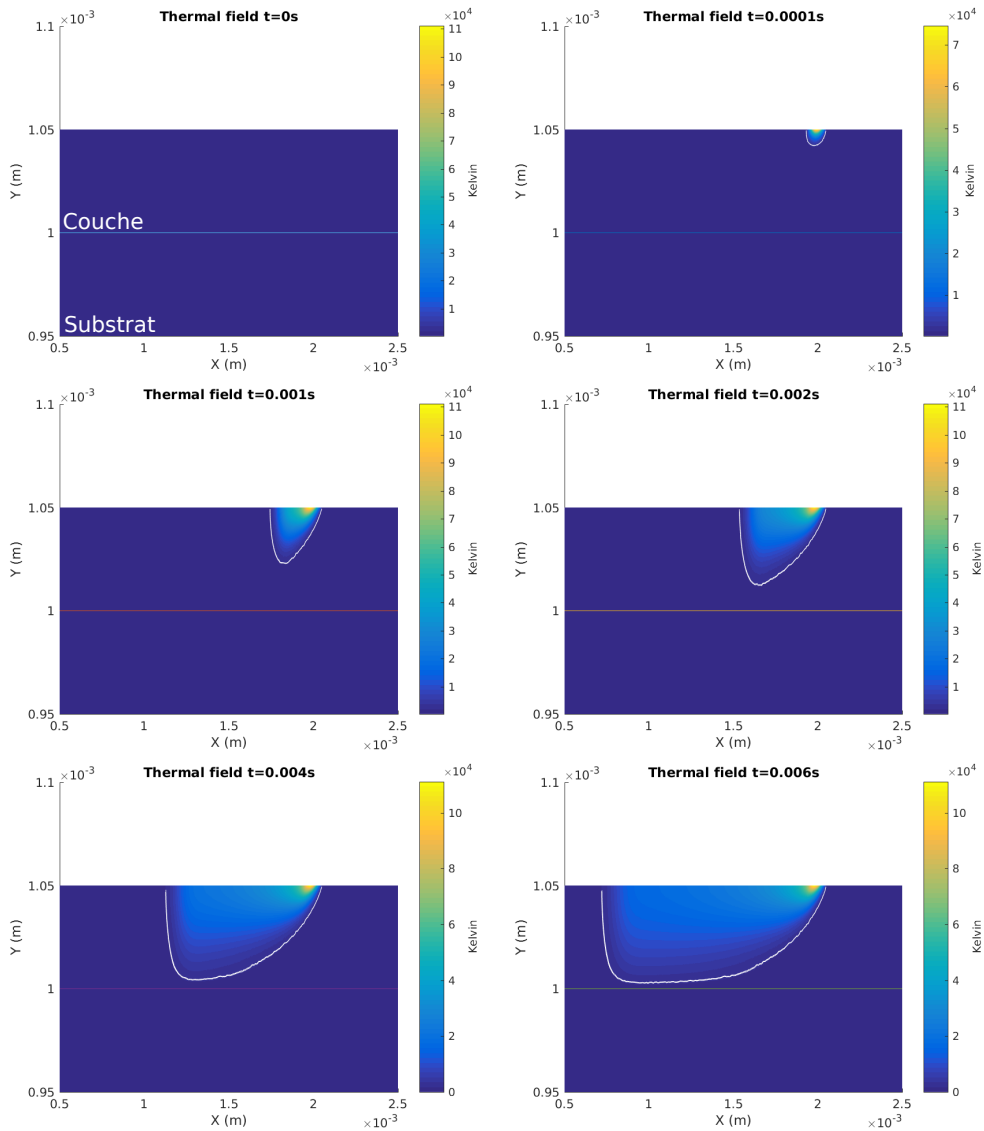 Thermal field t=0s
×10⁻³
×10⁴
1.1
1.05
1
0.95
Y (m)
Couche
Substrat
0.5 1 1.5 2 2.5
X (m)
×10⁻³
11
10
9
8
7
6
5
4
3
2
1
Kelvin
Thermal field t=0.0001s
×10⁻³
×10⁴
1.1
1.05
1
0.95
Y (m)
0.5 1 1.5 2 2.5
X (m)
×10⁻³
7
6
5
4
3
2
1
Kelvin
Thermal field t=0.001s
×10⁻³
×10⁴
1.1
1.05
1
0.95
Y (m)
0.5 1 1.5 2 2.5
X (m)
×10⁻³
11
10
9
8
7
6
5
4
3
2
1
Kelvin
Thermal field t=0.002s
×10⁻³
×10⁴
1.1
1.05
1
0.95
Y (m)
0.5 1 1.5 2 2.5
X (m)
×10⁻³
11
10
9
8
7
6
5
4
3
2
1
Kelvin
Thermal field t=0.004s
×10⁻³
×10⁴
1.1
1.05
1
0.95
Y (m)
0.5 1 1.5 2 2.5
X (m)
×10⁻³
10
8
6
4
2
0
Kelvin
Thermal field t=0.006s
×10⁻³
×10⁴
1.1
1.05
1
0.95
Y (m)
0.5 1 1.5 2 2.5
X (m)
×10⁻³
10
8
6
4
2
0
Kelvin